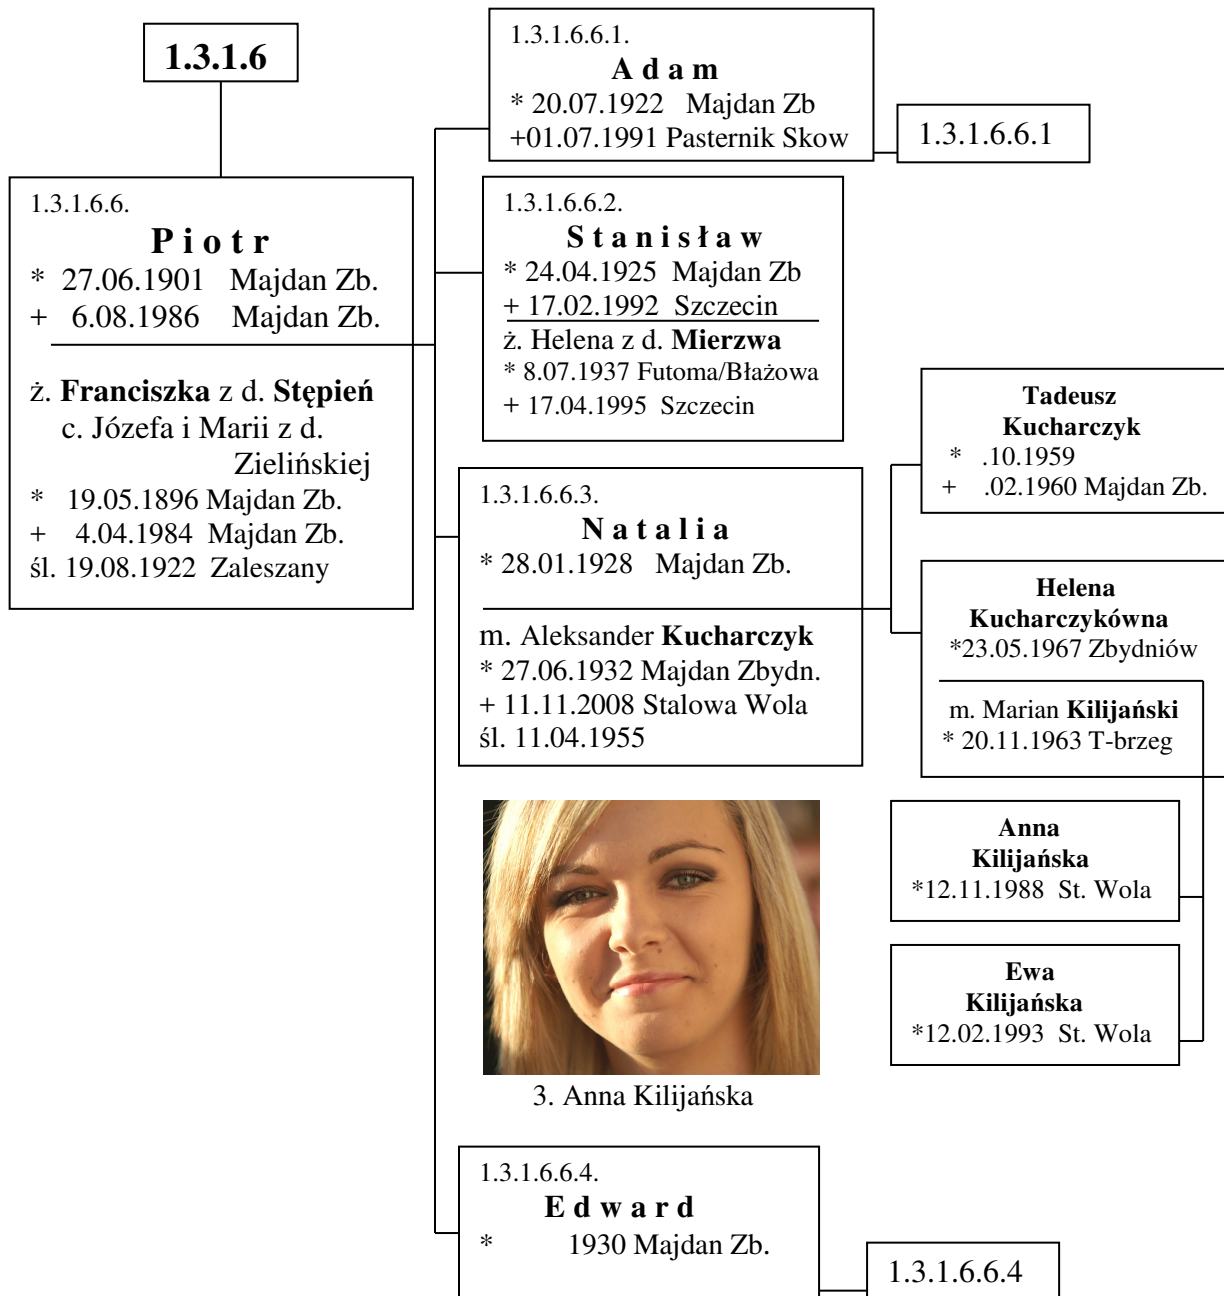 1.3.1.6
1.3.1.6.6.
P i o t r
* 27.06.1901 Majdan Zb.
+ 6.08.1986 Majdan Zb.
ż. Franciszka z d. Stępień
c. Józefa i Marii z d.
Zielińskiej
* 19.05.1896 Majdan Zb.
+ 4.04.1984 Majdan Zb.
śl. 19.08.1922 Zaleszany
1.3.1.6.6.1.
A d a m
* 20.07.1922 Majdan Zb
+01.07.1991 Pasternik Skow
1.3.1.6.6.1
1.3.1.6.6.2.
S t a n i s ł a w
* 24.04.1925 Majdan Zb
+ 17.02.1992 Szczecin
ż. Helena z d. Mierzwa
* 8.07.1937 Futoma/Błażowa
+ 17.04.1995 Szczecin
1.3.1.6.6.3.
N a t a l i a
* 28.01.1928 Majdan Zb.
m. Aleksander Kucharczyk
* 27.06.1932 Majdan Zbydn.
+ 11.11.2008 Stalowa Wola
śl. 11.04.1955
Tadeusz
Kucharczyk
* .10.1959
+ .02.1960 Majdan Zb.
Helena
Kucharczykówna
*23.05.1967 Zbydniów
m. Marian Kilijański
* 20.11.1963 T-brzeg
Anna
Kilijańska
*12.11.1988 St. Wola
Ewa
Kilijańska
*12.02.1993 St. Wola
3. Anna Kilijańska
1.3.1.6.6.4.
E d w a r d
* 1930 Majdan Zb.
1.3.1.6.6.4